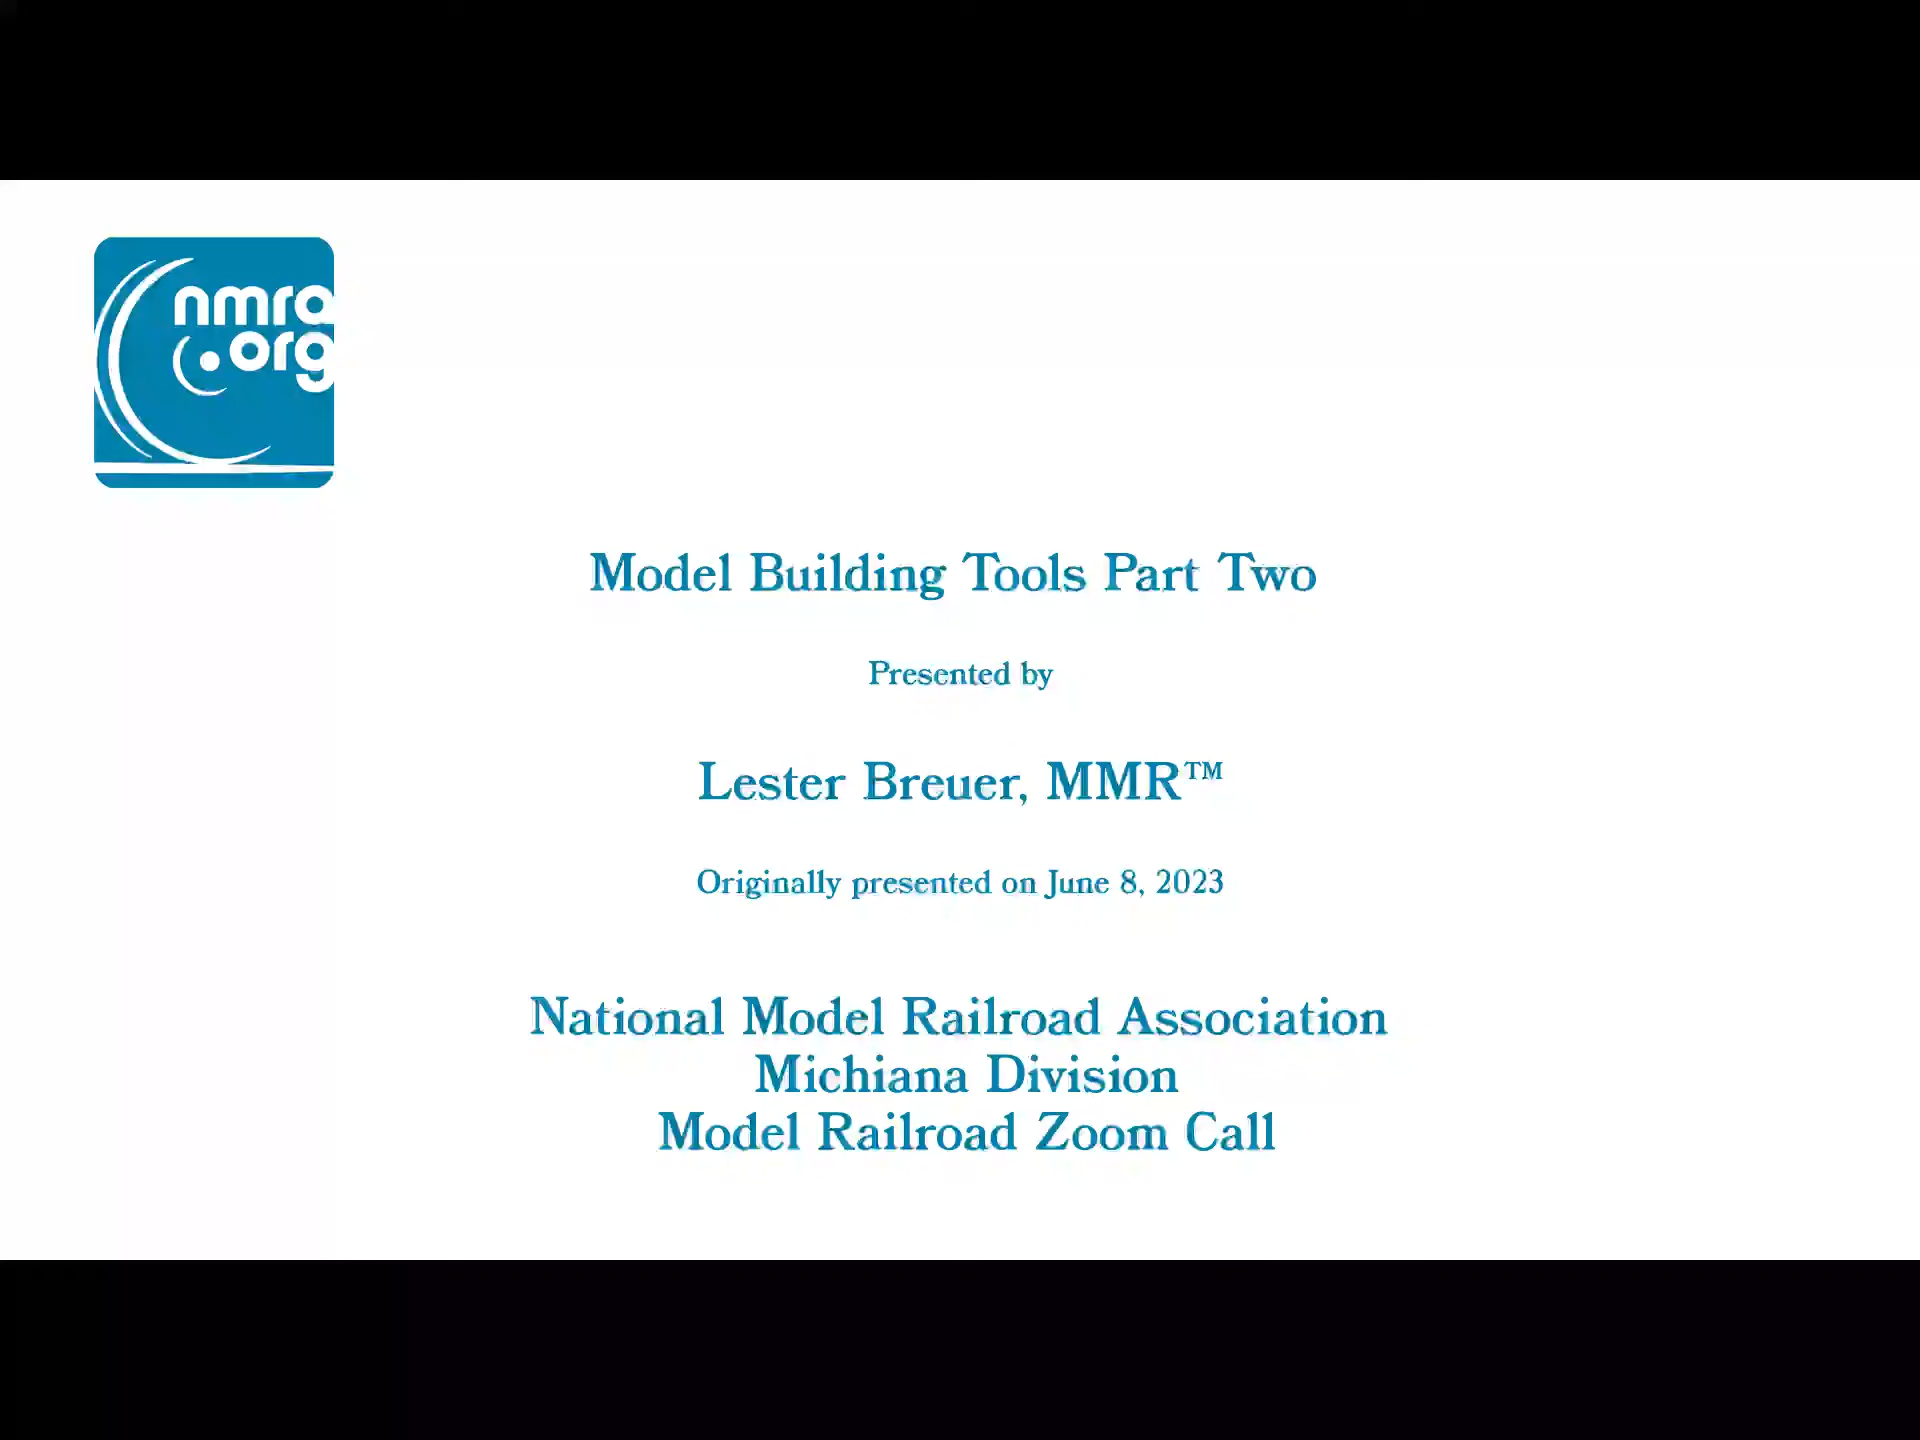 nmra
.org
Model Building Tools Part Two
Presented by
Lester Breuer, MMR™
Originally presented on June 8, 2023
National Model Railroad Association
Michiana Division
Model Railroad Zoom Call